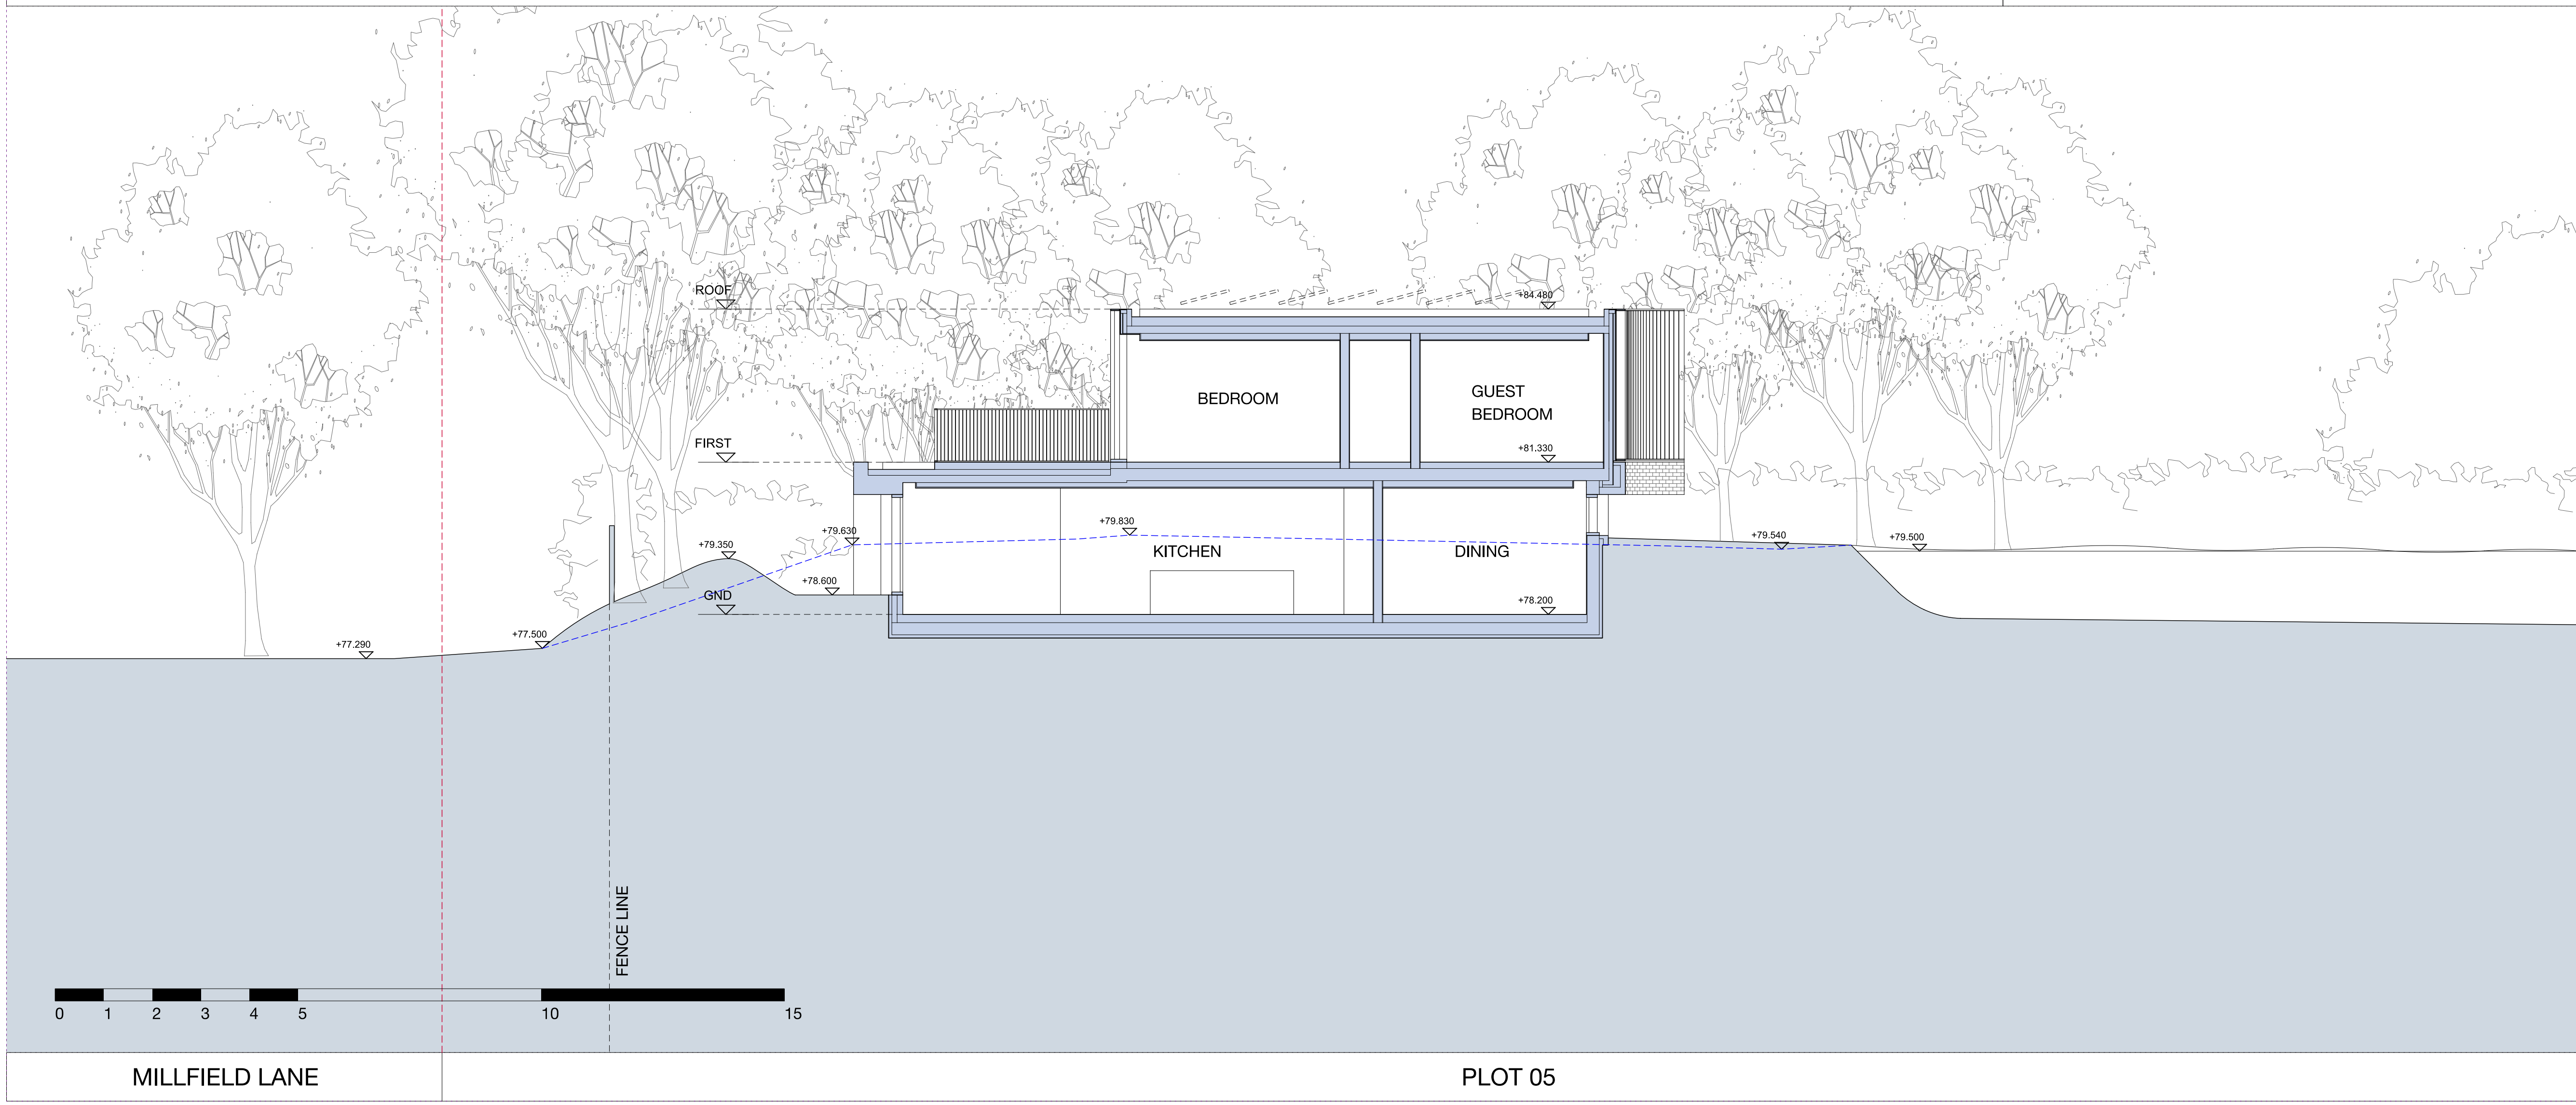 ROOF
+84.480
BEDROOM
GUEST
BEDROOM
FIRST
+81.330
+79.830
+79.630
+79.350
KITCHEN
DINING
+79.540
+79.500
+78.600
GND
+78.200
+77.500
+77.290
FENCE LINE
0 1 2 3 4 5 10 15
MILLFIELD LANE
PLOT 05